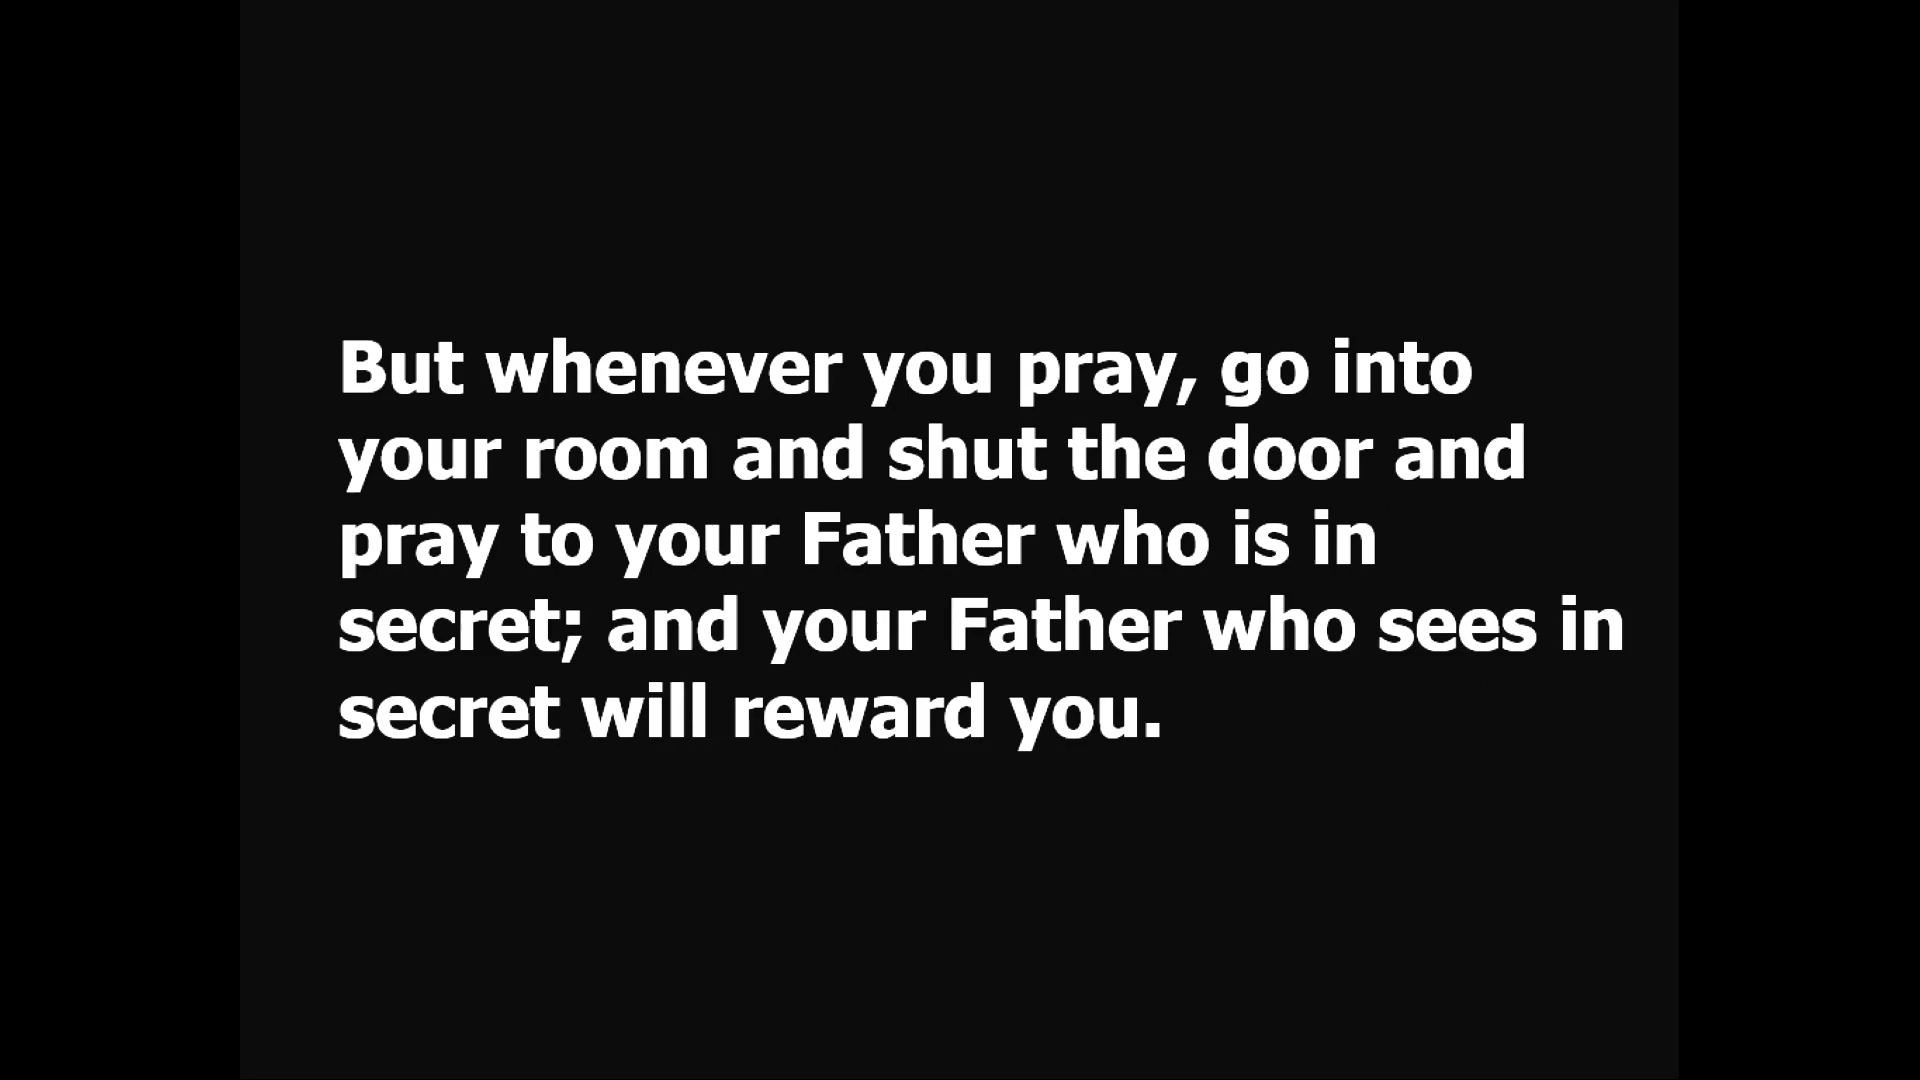 But whenever you pray, go into
your room and shut the door and
pray to your Father who is in
secret; and your Father who sees in
secret will reward you.